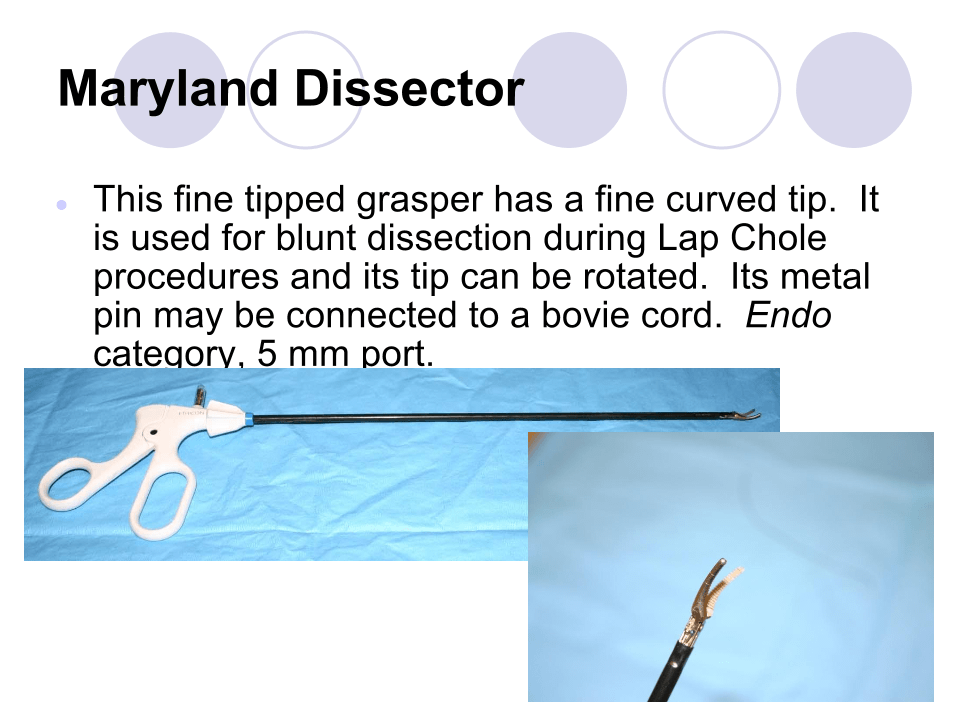 Maryland Dissector
This fine tipped grasper has a fine curved tip.  It
is used for blunt dissection during Lap Chole
procedures and its tip can be rotated.  Its metal
pin may be connected to a bovie cord.  Endo
category, 5 mm port.